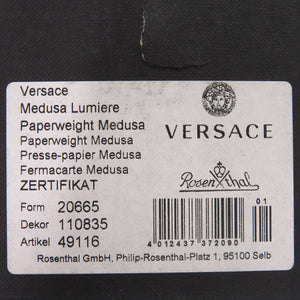 Versace
Medusa Lumiere
Paperweight Medusa
Paperweight Medusa
Presse-papier Medusa
Fermacarte Medusa
ZERTIFIKAT
VERSACE
Rosenthal
Form 20665
Dekor 110835
Artikel 49116
01
4 012437 372090
Rosenthal GmbH, Philip-Rosenthal-Platz 1, 95100 Selb